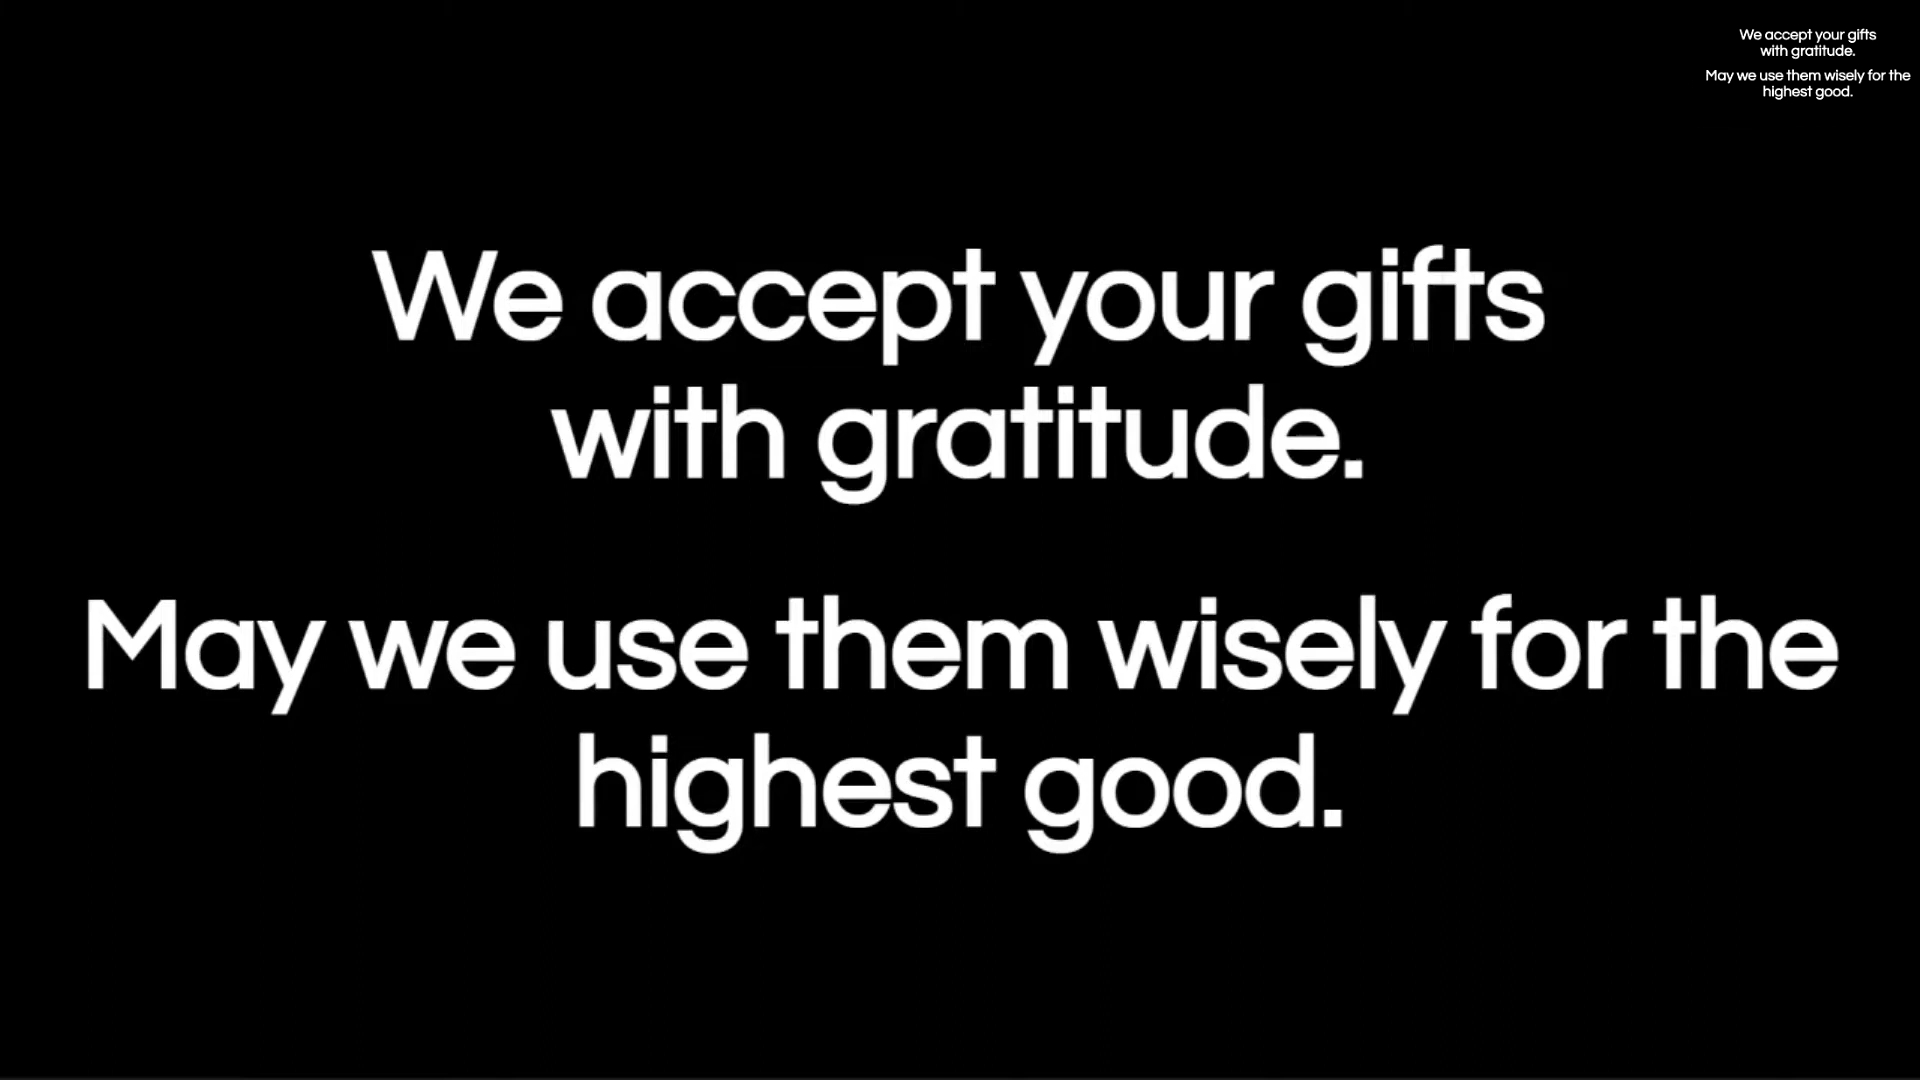 We accept your gifts
with gratitude.
May we use them wisely for the
highest good.
We accept your gifts
with gratitude.
May we use them wisely for the
highest good.